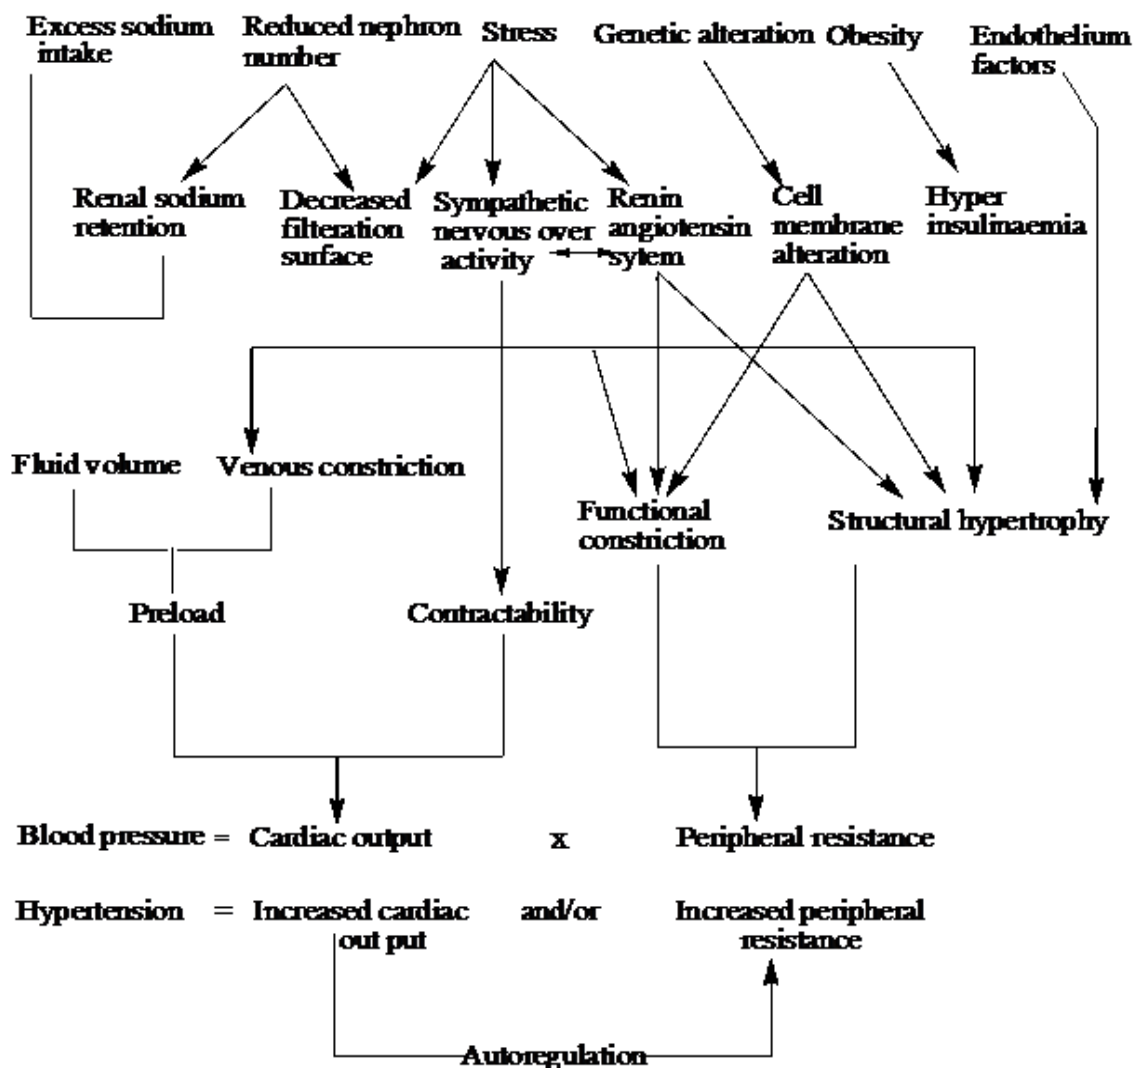 Excess sodium
intake
Reduced nephron
number
Stress
Genetic alteration
Obesity
Endothelium
factors
Renal sodium
retention
Decreased
filteration
surface
Sympathetic
nervous over
activity
Renin
angiotensin
sytem
Cell
membrane
alteration
Hyper
insulinaemia
Fluid volume
Venous constriction
Functional
constriction
Structural hypertrophy
Preload
Contractability
Blood pressure = Cardiac output x Peripheral resistance
Hypertension = Increased cardiac and/or Increased peripheral
out put resistance
Autoregulation